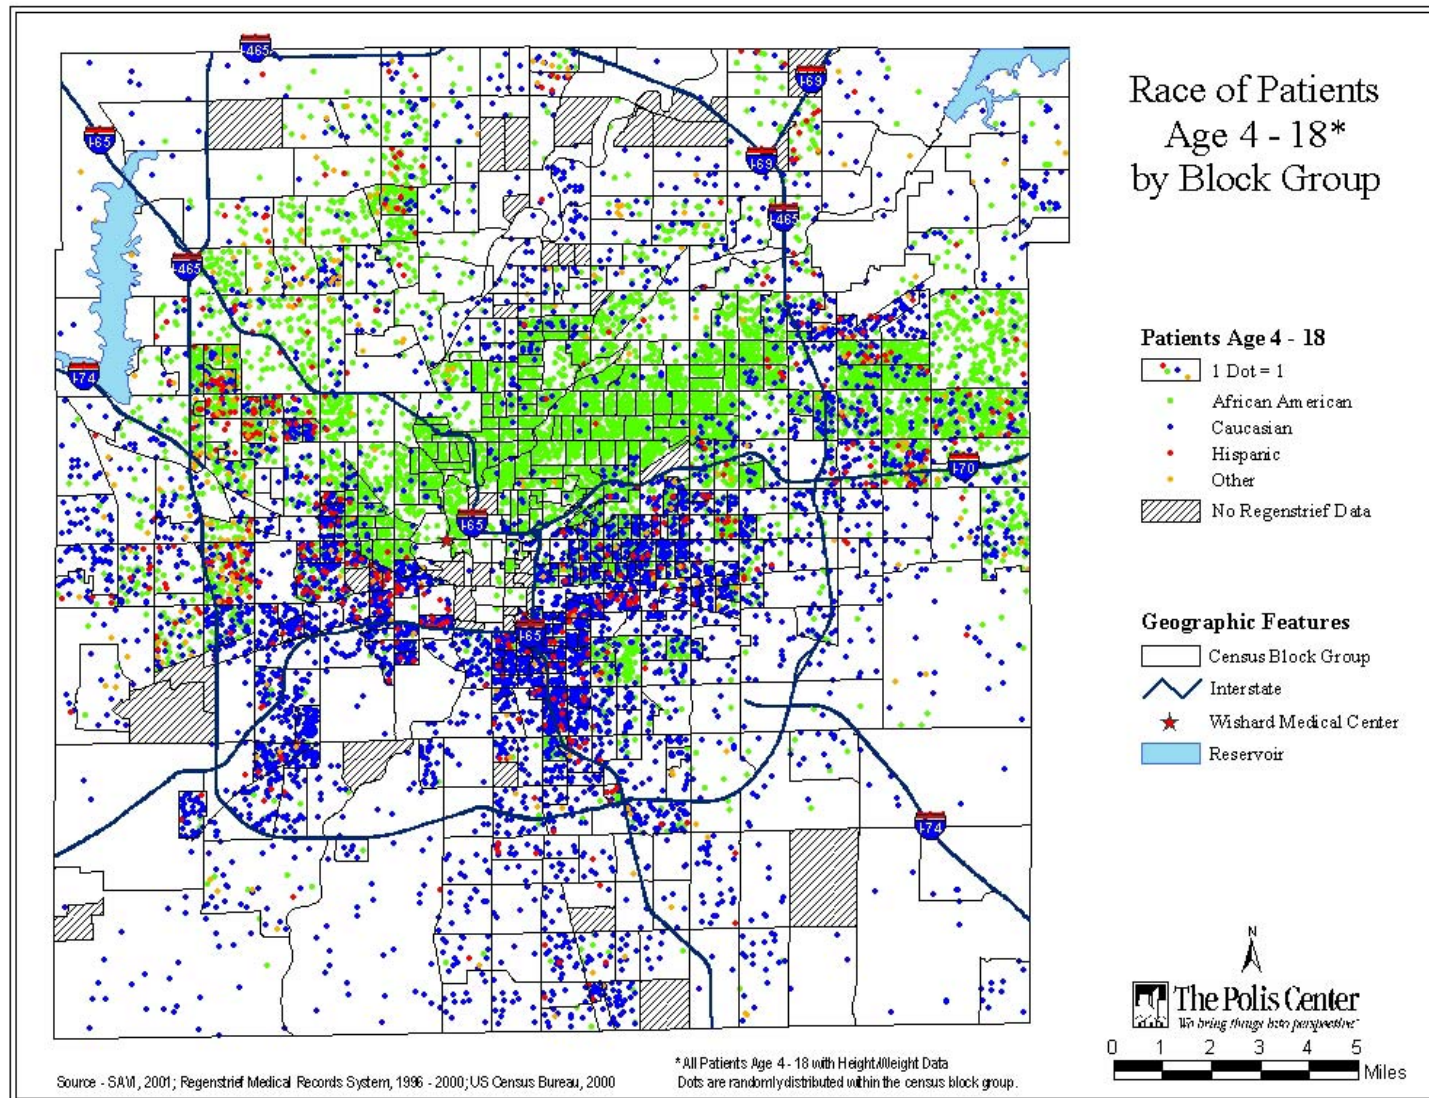 Race of Patients
Age 4 - 18*
by Block Group
Patients Age 4 - 18
1 Dot = 1
African American
Caucasian
Hispanic
Other
No Regenstrief Data
Geographic Features
Census Block Group
Interstate
Wishard Medical Center
Reservoir
I-465
I-69
I-65
I-69
I-465
I-465
I-74
I-70
I-65
I-65
I-74
N
The Polis Center
We bring things into perspective
0 1 2 3 4 5
Miles
* All Patients Age 4 - 18 with Height/Weight Data
Dots are randomly distributed within the census block group.
Source - SAVI, 2001; Regenstrief Medical Records System, 1996 - 2000; US Census Bureau, 2000